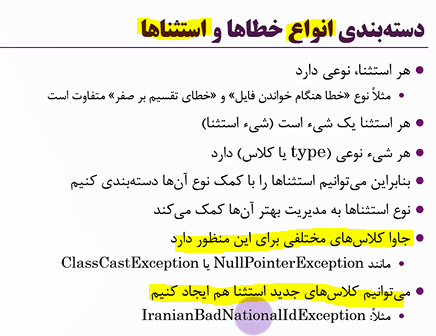 دسته‌بندی انواع خطاها و استثناها
هر استثنا، نوعی دارد
مثلاً نوع «خطا هنگام خواندن فایل» و «خطای تقسیم بر صفر» متفاوت است
هر استثنا یک شیء است (شیء استثنا)
هر شیء نوعی (type یا کلاس) دارد
بنابراین می‌توانیم استثناها را با کمک نوع آن‌ها دسته‌بندی کنیم
نوع استثناها به مدیریت بهتر آن‌ها کمک می‌کند
جاوا کلاس‌های مختلفی برای این منظور دارد
مانند NullPointerException یا ClassCastException
می‌توانیم کلاس‌های جدید استثنا هم ایجاد کنیم
مثلاً: IranianBadNationalIdException